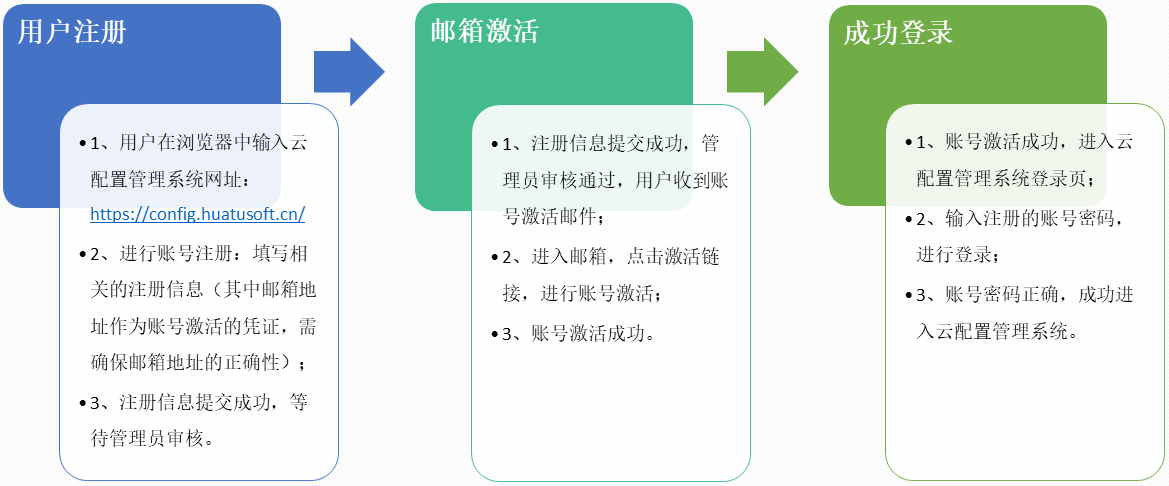 用户注册
• 1、用户在浏览器中输入云
配置管理系统网址：
https://config.huatusoft.cn/
• 2、进行账号注册：填写相
关的注册信息（其中邮箱地
址作为账号激活的凭证，需
确保邮箱地址的正确性）；
• 3、注册信息提交成功，等
待管理员审核。
邮箱激活
• 1、注册信息提交成功，管
理员审核通过，用户收到账
号激活邮件；
• 2、进入邮箱，点击激活链
接，进行账号激活；
• 3、账号激活成功。
成功登录
• 1、账号激活成功，进入云
配置管理系统登录页；
• 2、输入注册的账号密码，
进行登录；
• 3、账号密码正确，成功进
入云配置管理系统。